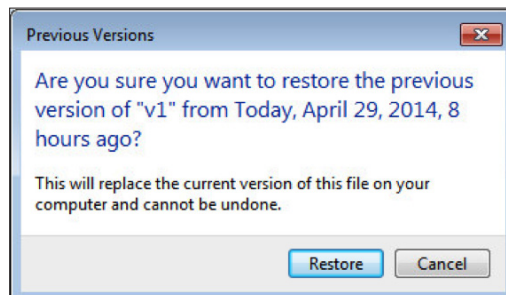 Previous Versions
Are you sure you want to restore the previous
version of "v1" from Today, April 29, 2014, 8
hours ago?
This will replace the current version of this file on your
computer and cannot be undone.
Restore Cancel